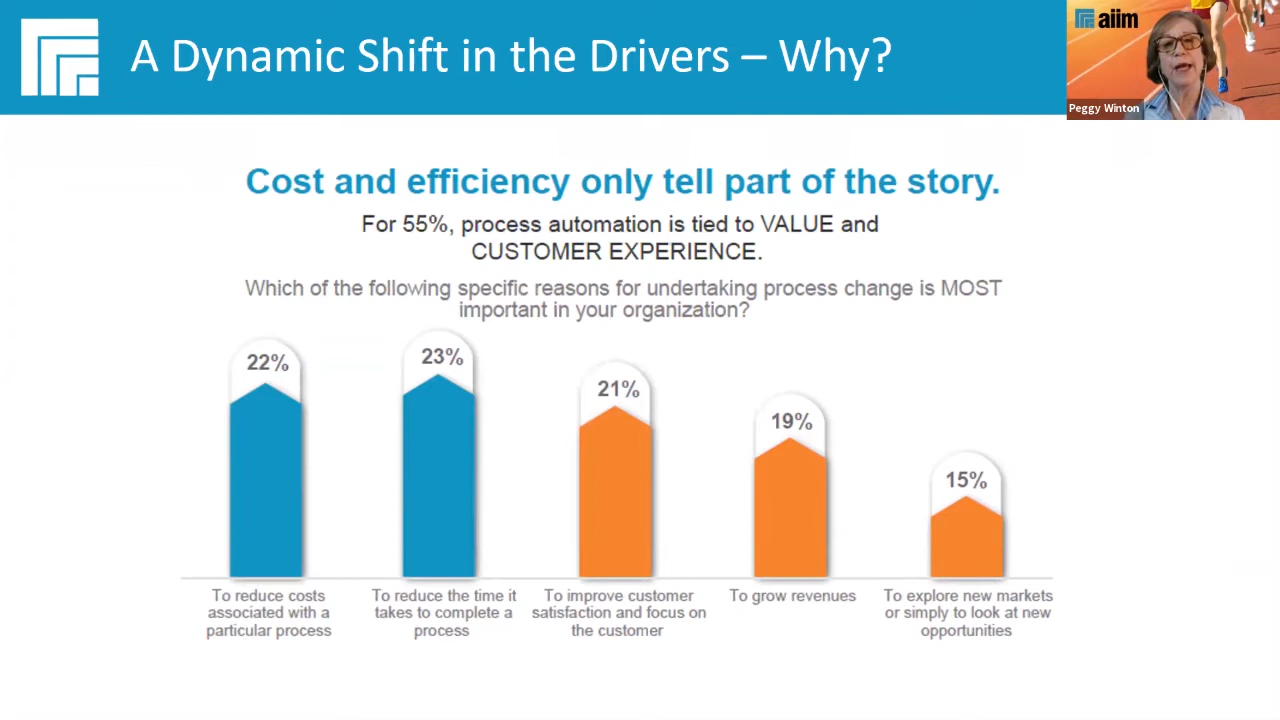 A Dynamic Shift in the Drivers – Why?
aiim
Peggy Winton
Cost and efficiency only tell part of the story.
For 55%, process automation is tied to VALUE and
CUSTOMER EXPERIENCE.
Which of the following specific reasons for undertaking process change is MOST
important in your organization?
22%
23%
21%
19%
15%
To reduce costs
associated with a
particular process
To reduce the time it
takes to complete a
process
To improve customer
satisfaction and focus on
the customer
To grow revenues
To explore new markets
or simply to look at new
opportunities